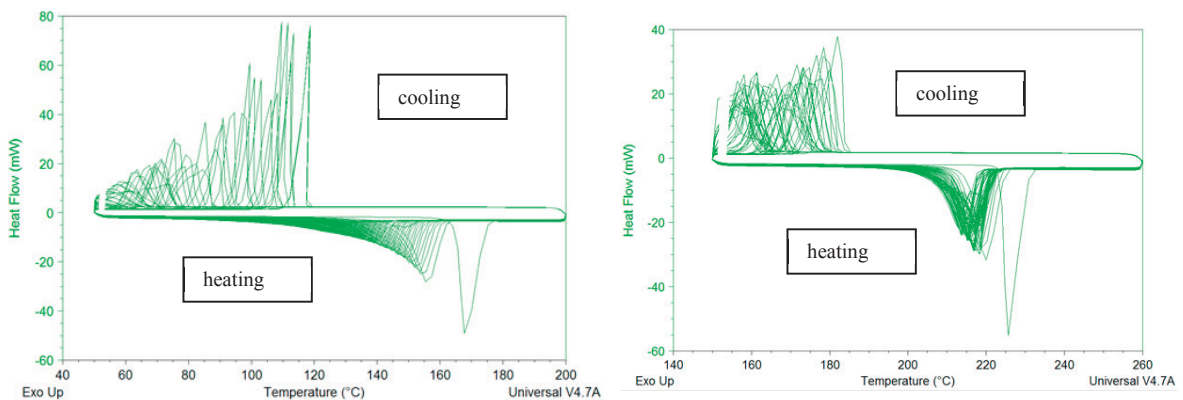 80
60
40
20
0
-20
-40
-60
Heat Flow (mW)
cooling
heating
40 60 80 100 120 140 160 180 200
Exo Up Temperature (°C) Universal V4.7A
40
20
0
-20
-40
-60
Heat Flow (mW)
cooling
heating
140 160 180 200 220 240 260
Exo Up Temperature (°C) Universal V4.7A